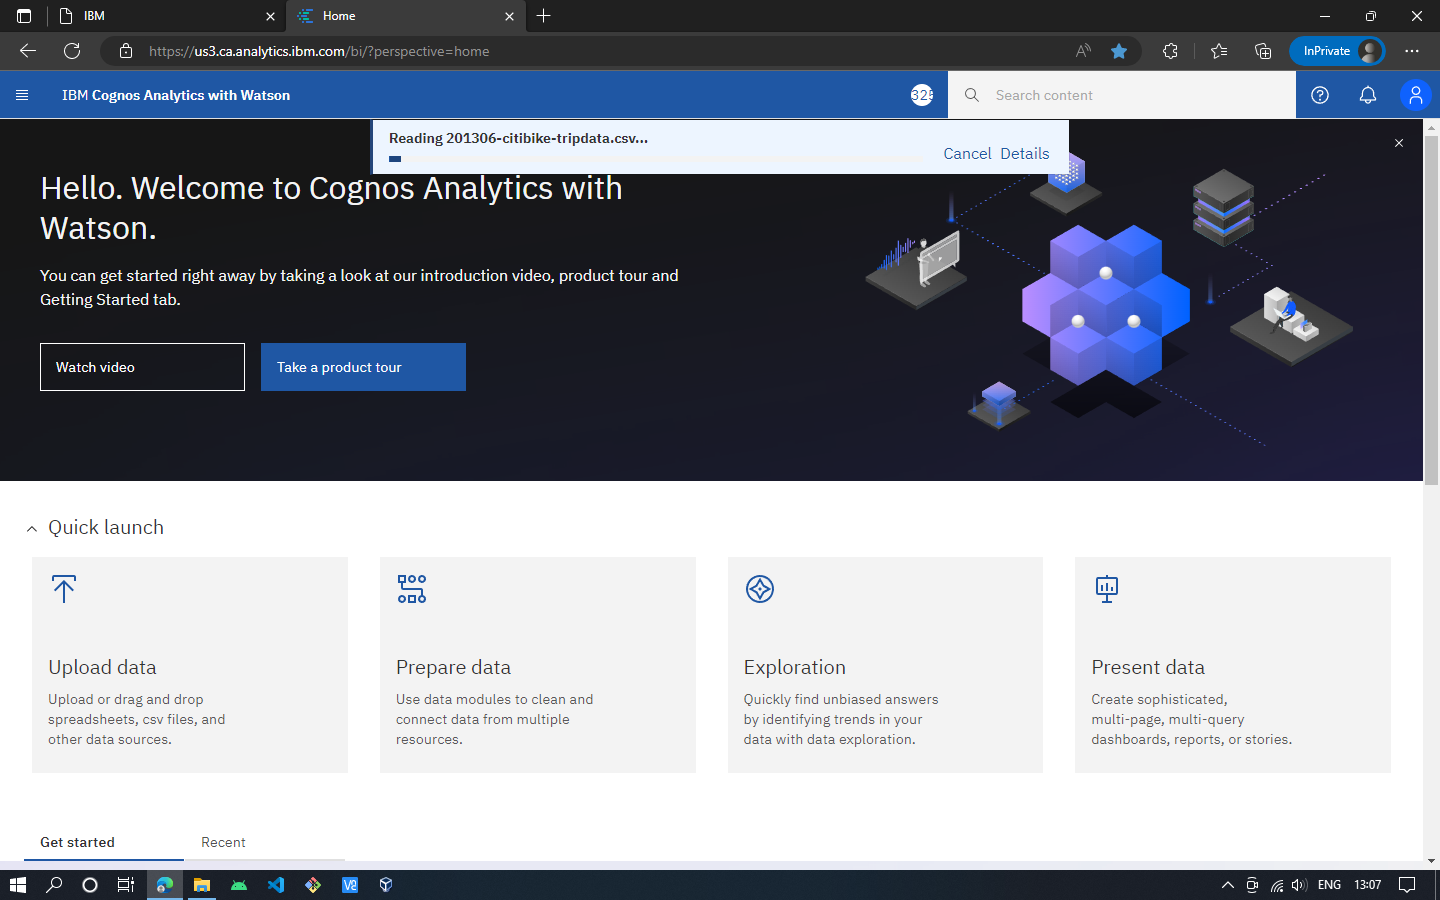 IBM
Home
https://us3.ca.analytics.ibm.com/bi/?perspective=home
InPrivate
IBM Cognos Analytics with Watson
325
Search content
Reading 201306-citibike-tripdata.csv...
Cancel Details
Hello. Welcome to Cognos Analytics with
Watson.
You can get started right away by taking a look at our introduction video, product tour and
Getting Started tab.
Watch video
Take a product tour
Quick launch
Upload data
Upload or drag and drop
spreadsheets, csv files, and
other data sources.
Prepare data
Use data modules to clean and
connect data from multiple
resources.
Exploration
Quickly find unbiased answers
by identifying trends in your
data with data exploration.
Present data
Create sophisticated,
multi-page, multi-query
dashboards, reports, or stories.
Get started
Recent
ENG
13:07